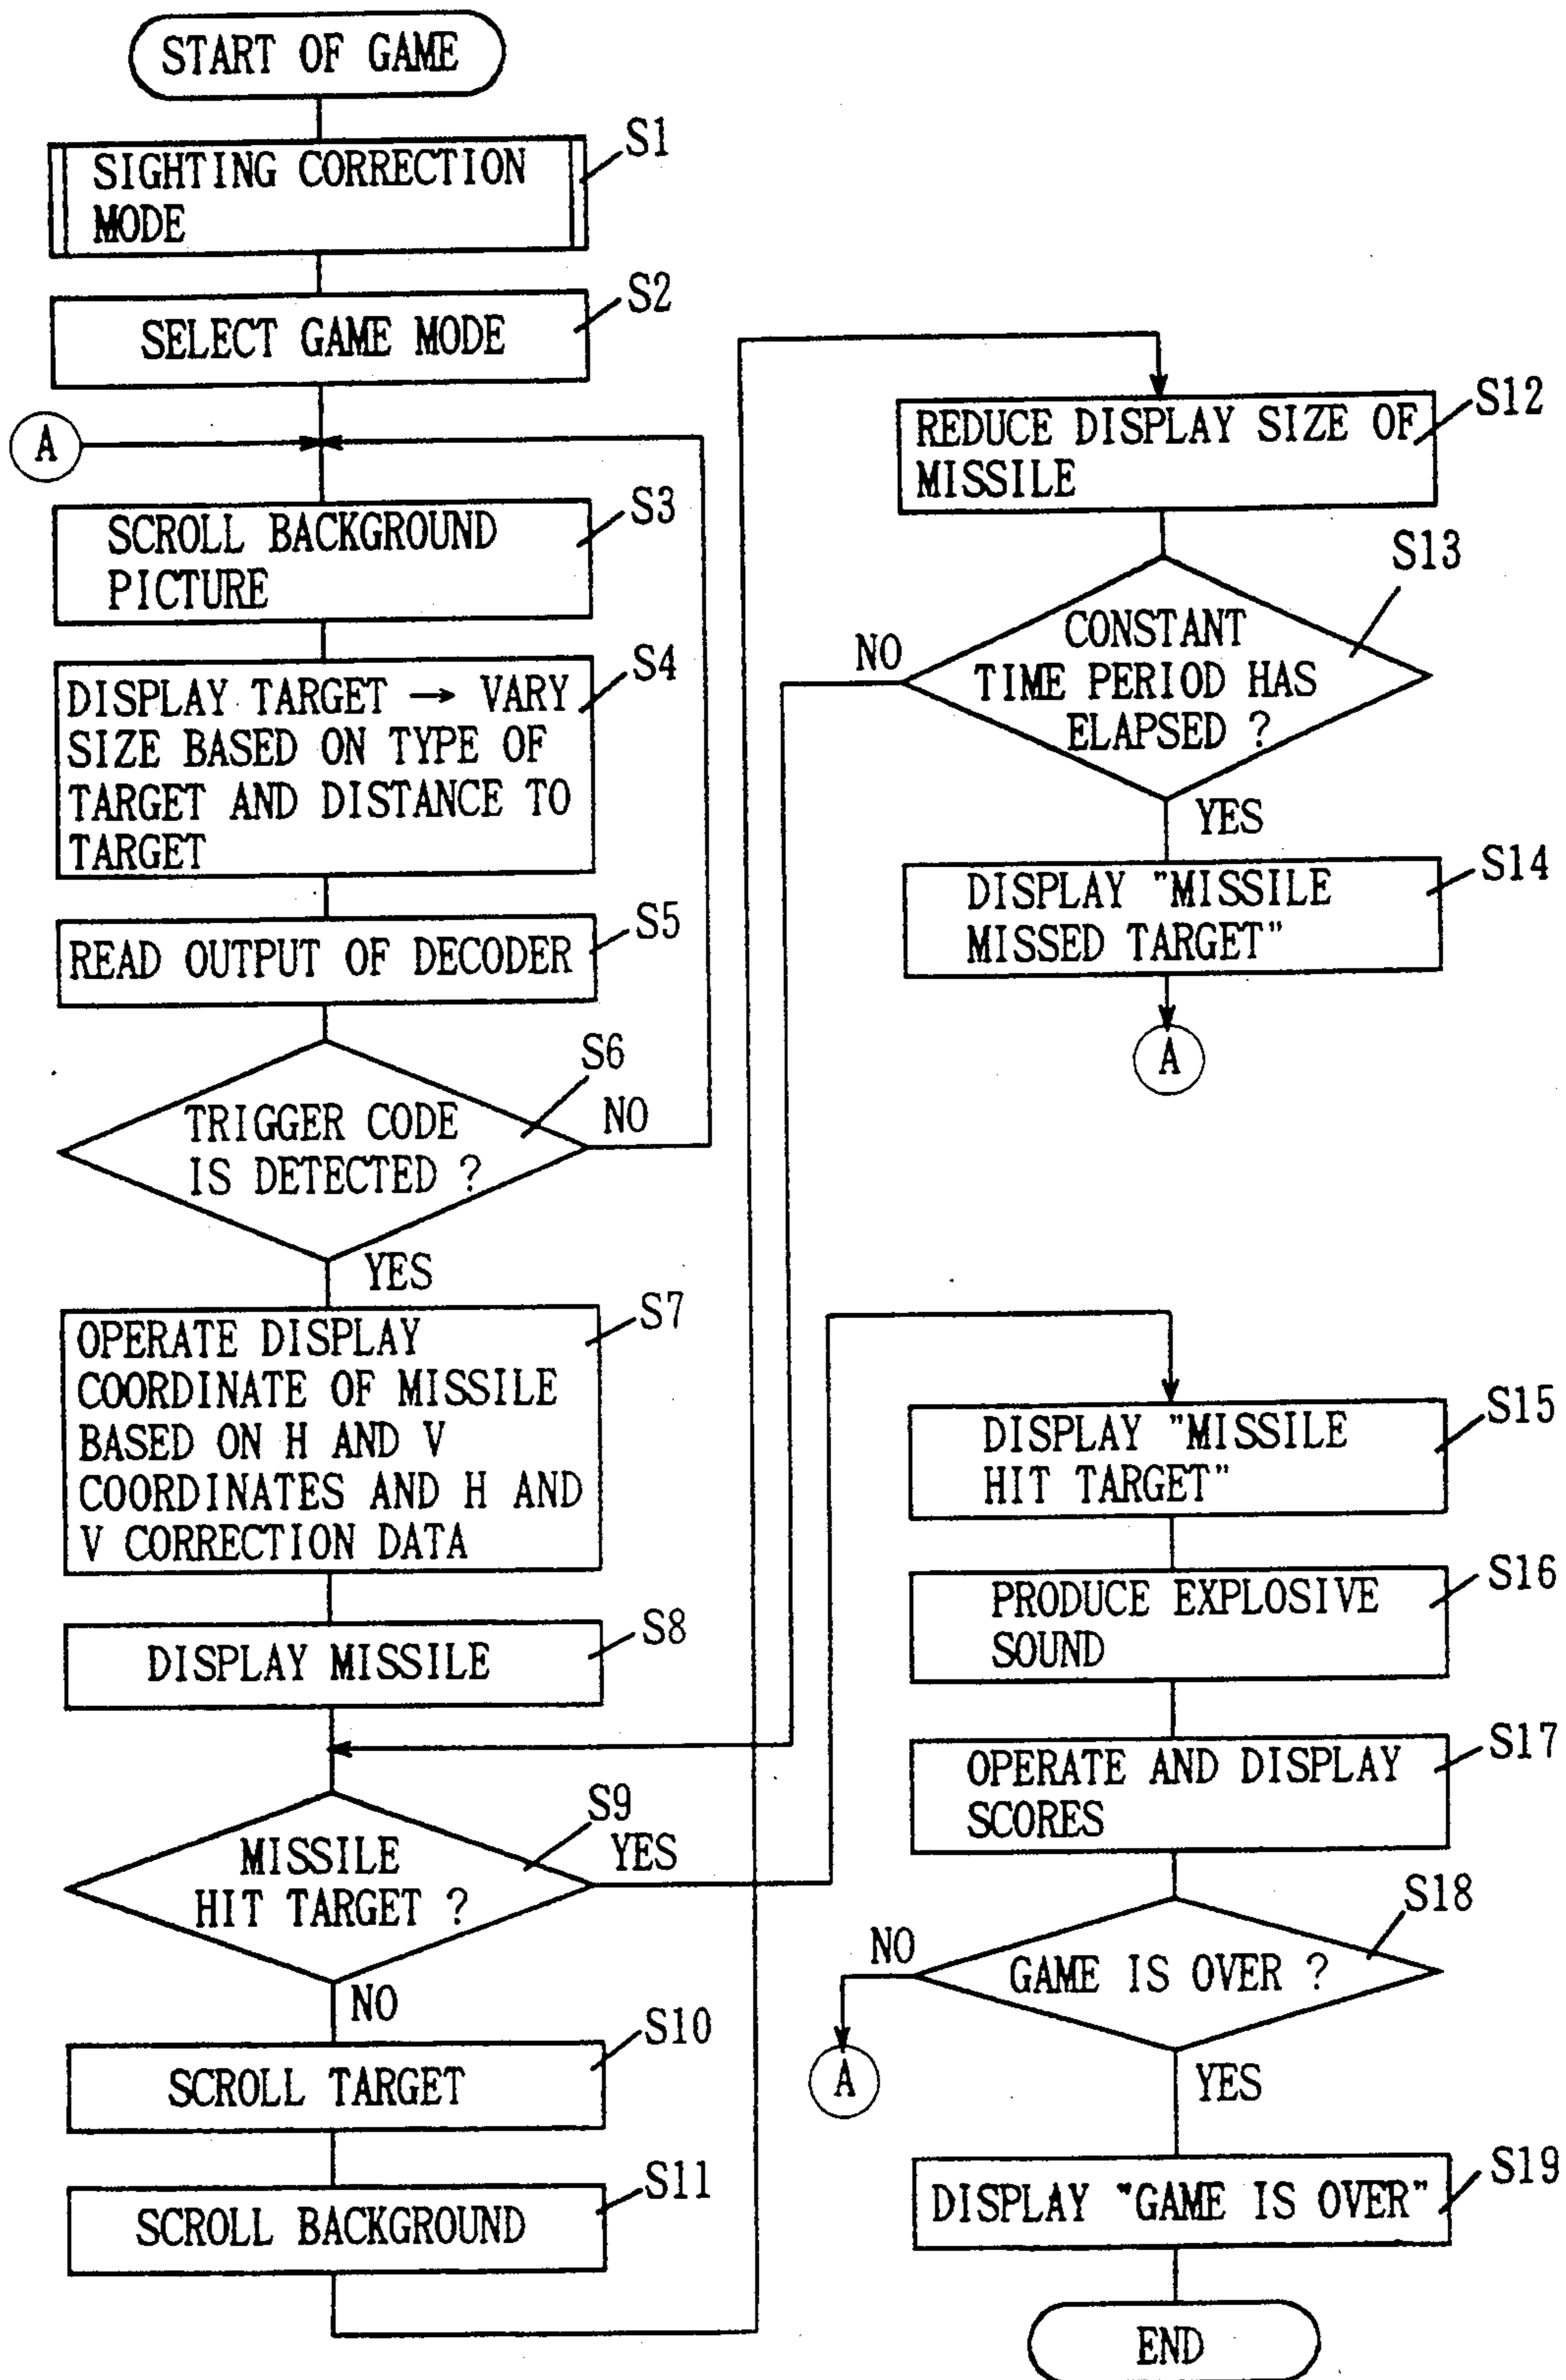 START OF GAME
S1
SIGHTING CORRECTION
MODE
S2
SELECT GAME MODE
A
S3
SCROLL BACKGROUND
PICTURE
S4
DISPLAY TARGET → VARY
SIZE BASED ON TYPE OF
TARGET AND DISTANCE TO
TARGET
S5
READ OUTPUT OF DECODER
S6
TRIGGER CODE
IS DETECTED ?
NO
YES
S7
OPERATE DISPLAY
COORDINATE OF MISSILE
BASED ON H AND V
COORDINATES AND H AND
V CORRECTION DATA
S8
DISPLAY MISSILE
S9
MISSILE
HIT TARGET ?
YES
NO
S10
SCROLL TARGET
S11
SCROLL BACKGROUND
S12
REDUCE DISPLAY SIZE OF
MISSILE
S13
CONSTANT
TIME PERIOD HAS
ELAPSED ?
NO
YES
S14
DISPLAY "MISSILE
MISSED TARGET"
A
S15
DISPLAY "MISSILE
HIT TARGET"
S16
PRODUCE EXPLOSIVE
SOUND
S17
OPERATE AND DISPLAY
SCORES
S18
GAME IS OVER ?
NO
A
YES
S19
DISPLAY "GAME IS OVER"
END